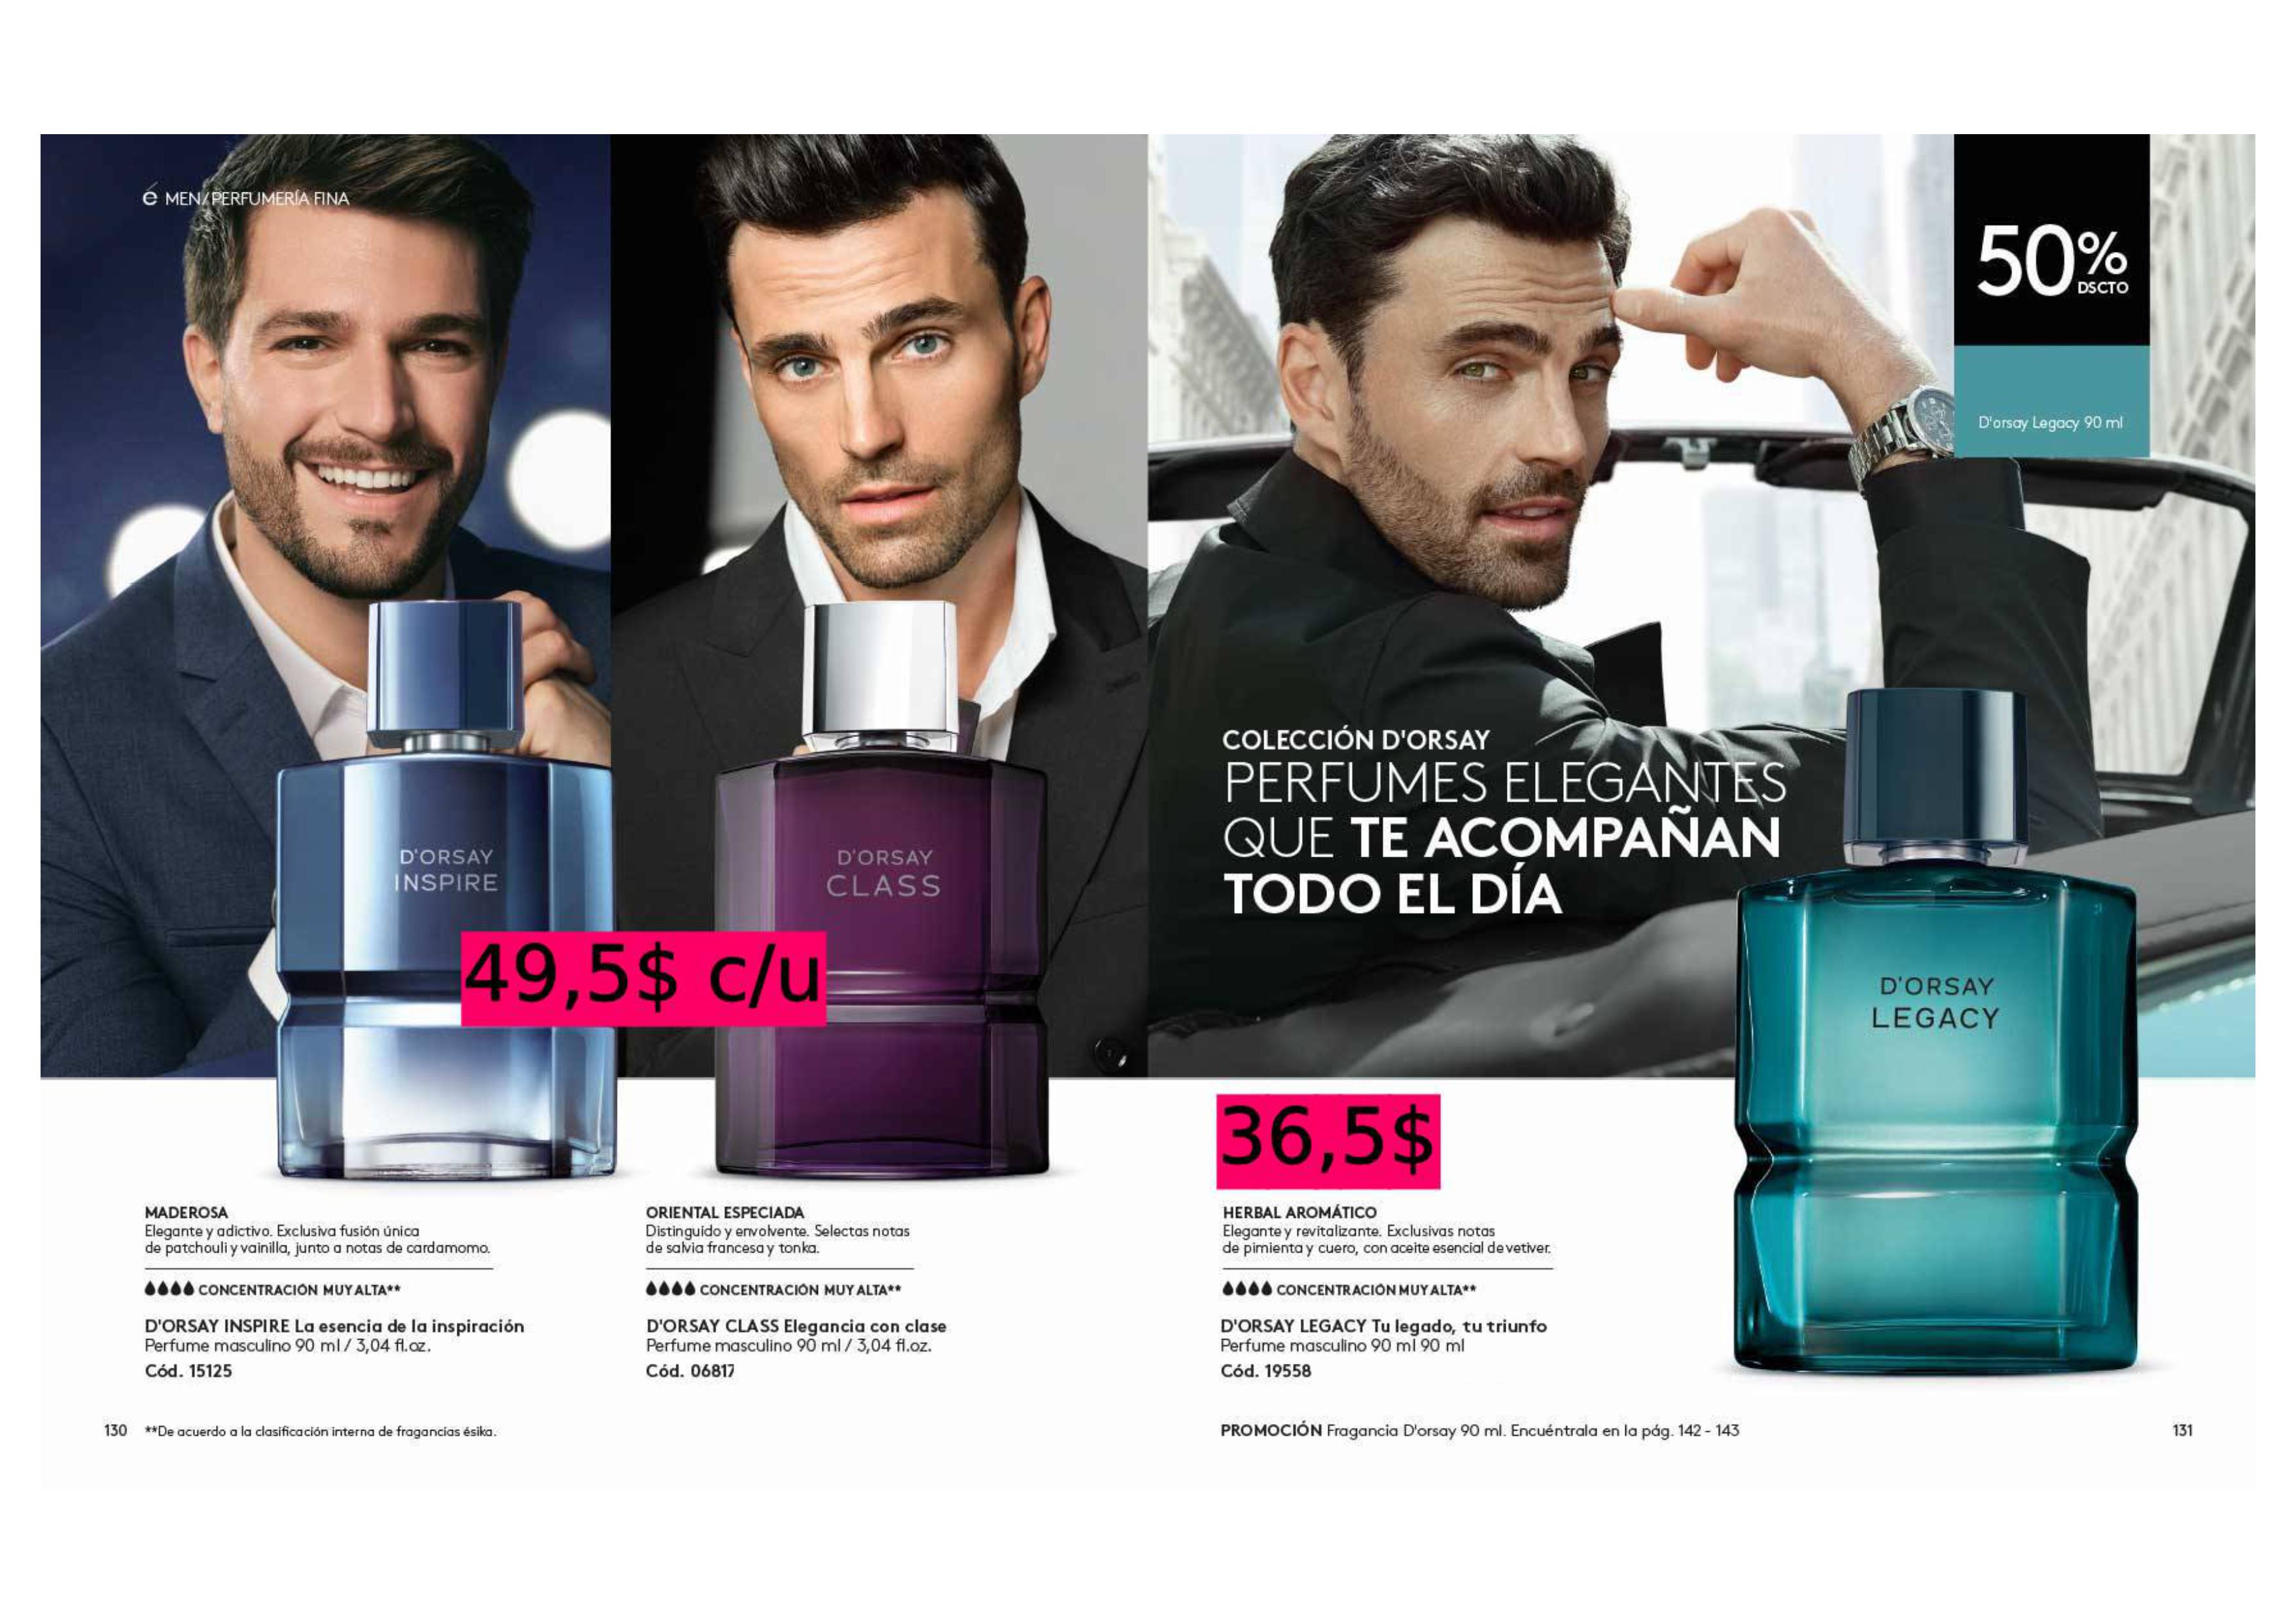 é MEN/PERFUMERÍA FINA
D'ORSAY
INSPIRE
D'ORSAY
CLASS
49,5$ c/u
MADEROSA
Elegante y adictivo. Exclusiva fusión única
de patchouli y vainilla, junto a notas de cardamomo.
CONCENTRACIÓN MUY ALTA**
D'ORSAY INSPIRE La esencia de la inspiración
Perfume masculino 90 ml / 3,04 fl.oz.
Cód. 15125
ORIENTAL ESPECIADA
Distinguido y envolvente. Selectas notas
de salvia francesa y tonka.
CONCENTRACIÓN MUY ALTA**
D'ORSAY CLASS Elegancia con clase
Perfume masculino 90 ml / 3,04 fl.oz.
Cód. 06817
130 **De acuerdo a la clasificación interna de fragancias ésika.
50%
DSCTO
D'orsay Legacy 90 ml
COLECCIÓN D'ORSAY
PERFUMES ELEGANTES
QUE TE ACOMPAÑAN
TODO EL DÍA
D'ORSAY
LEGACY
36,5$
HERBAL AROMÁTICO
Elegante y revitalizante. Exclusivas notas
de pimienta y cuero, con aceite esencial de vetiver.
CONCENTRACIÓN MUY ALTA**
D'ORSAY LEGACY Tu legado, tu triunfo
Perfume masculino 90 ml 90 ml
Cód. 19558
PROMOCIÓN Fragancia D'orsay 90 ml. Encuéntrala en la pág. 142 - 143
131